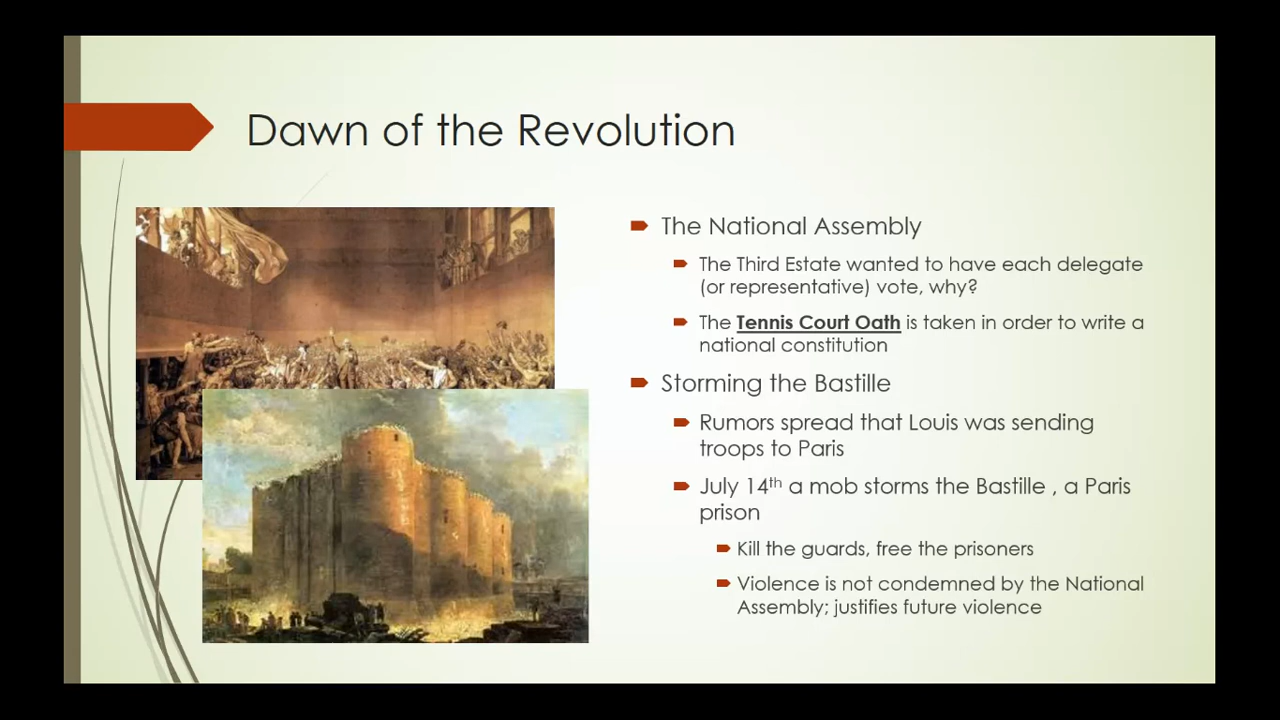 Dawn of the Revolution
The National Assembly
The Third Estate wanted to have each delegate
(or representative) vote, why?
The Tennis Court Oath is taken in order to write a
national constitution
Storming the Bastille
Rumors spread that Louis was sending
troops to Paris
July 14th a mob storms the Bastille , a Paris
prison
Kill the guards, free the prisoners
Violence is not condemned by the National
Assembly; justifies future violence